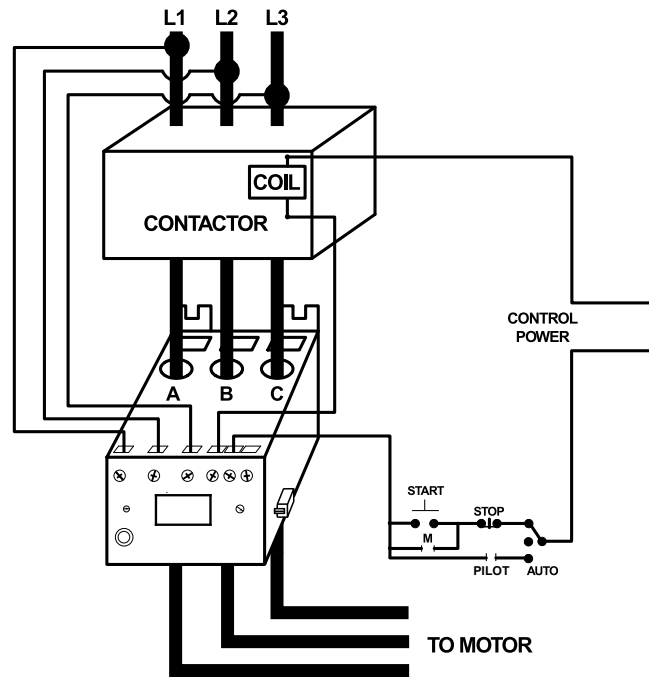 L1 L2 L3
COIL
CONTACTOR
CONTROL
POWER
A B C
START
STOP
M
PILOT AUTO
TO MOTOR